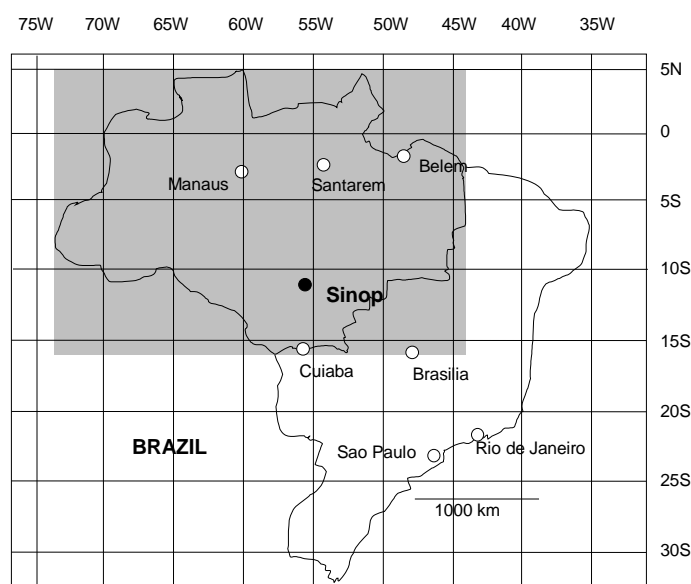 75W 70W 65W 60W 55W 50W 45W 40W 35W
5N
0
Belem
Manaus
Santarem
5S
10S
Sinop
15S
Cuiaba
Brasilia
20S
BRAZIL
Sao Paulo
Rio de Janeiro
25S
1000 km
30S